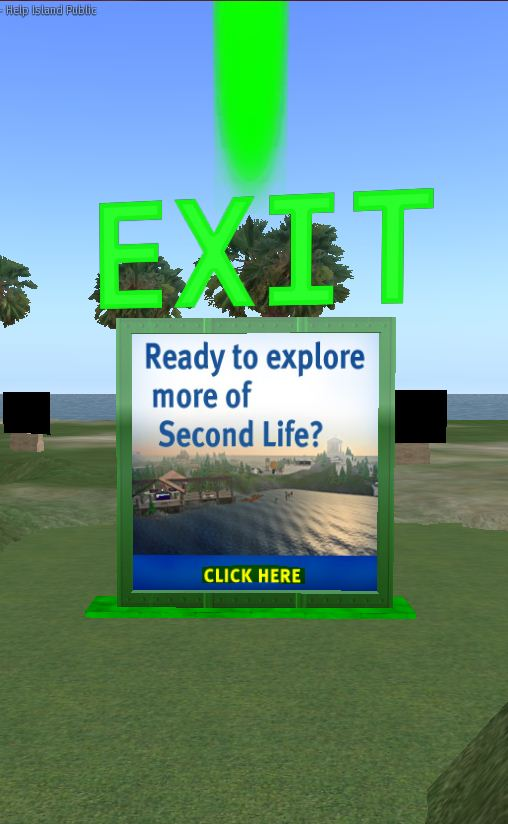 - Help Island Public
EXIT
Ready to explore
more of
Second Life?
CLICK HERE